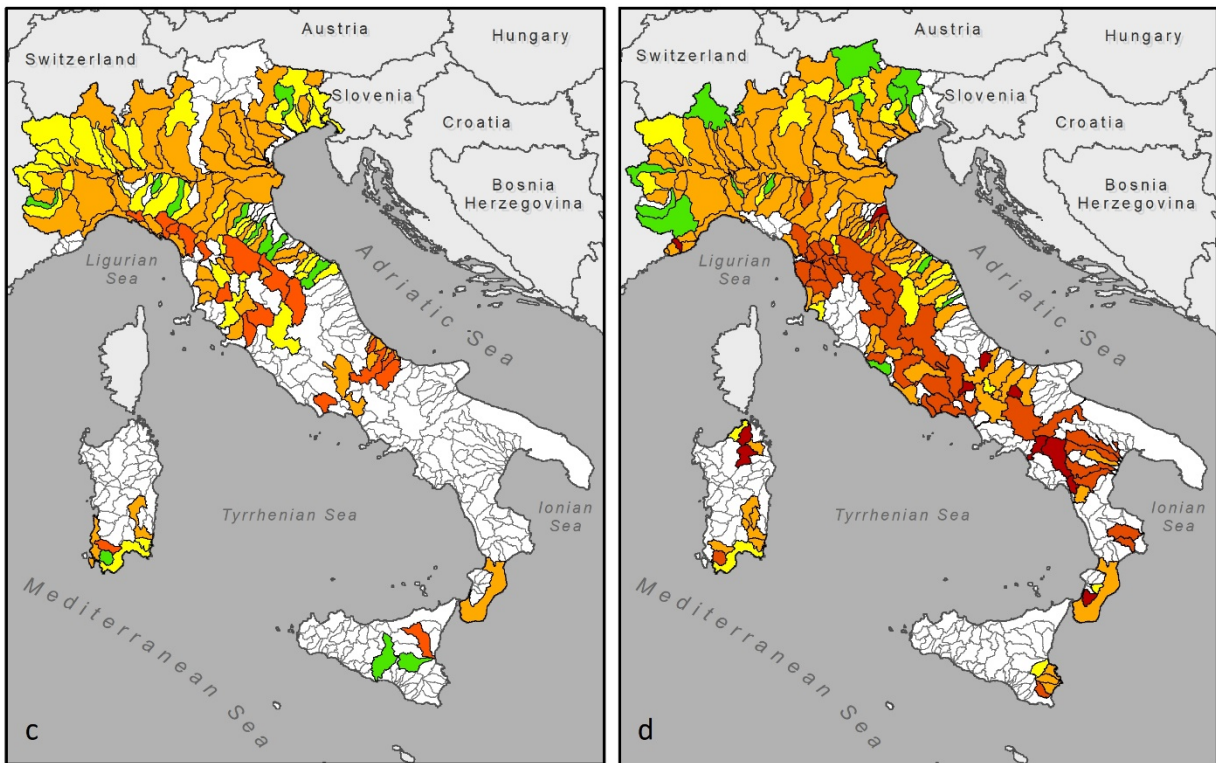 Austria
Hungary
Switzerland
Slovenia
Croatia
Bosnia
Herzegovina
Ligurian
Sea
Adriatic Sea
Tyrrhenian Sea
Ionian
Sea
Mediterranean Sea
c
Austria
Hungary
Switzerland
Slovenia
Croatia
Bosnia
Herzegovina
Ligurian
Sea
Adriatic Sea
Tyrrhenian Sea
Ionian
Sea
Mediterranean Sea
d